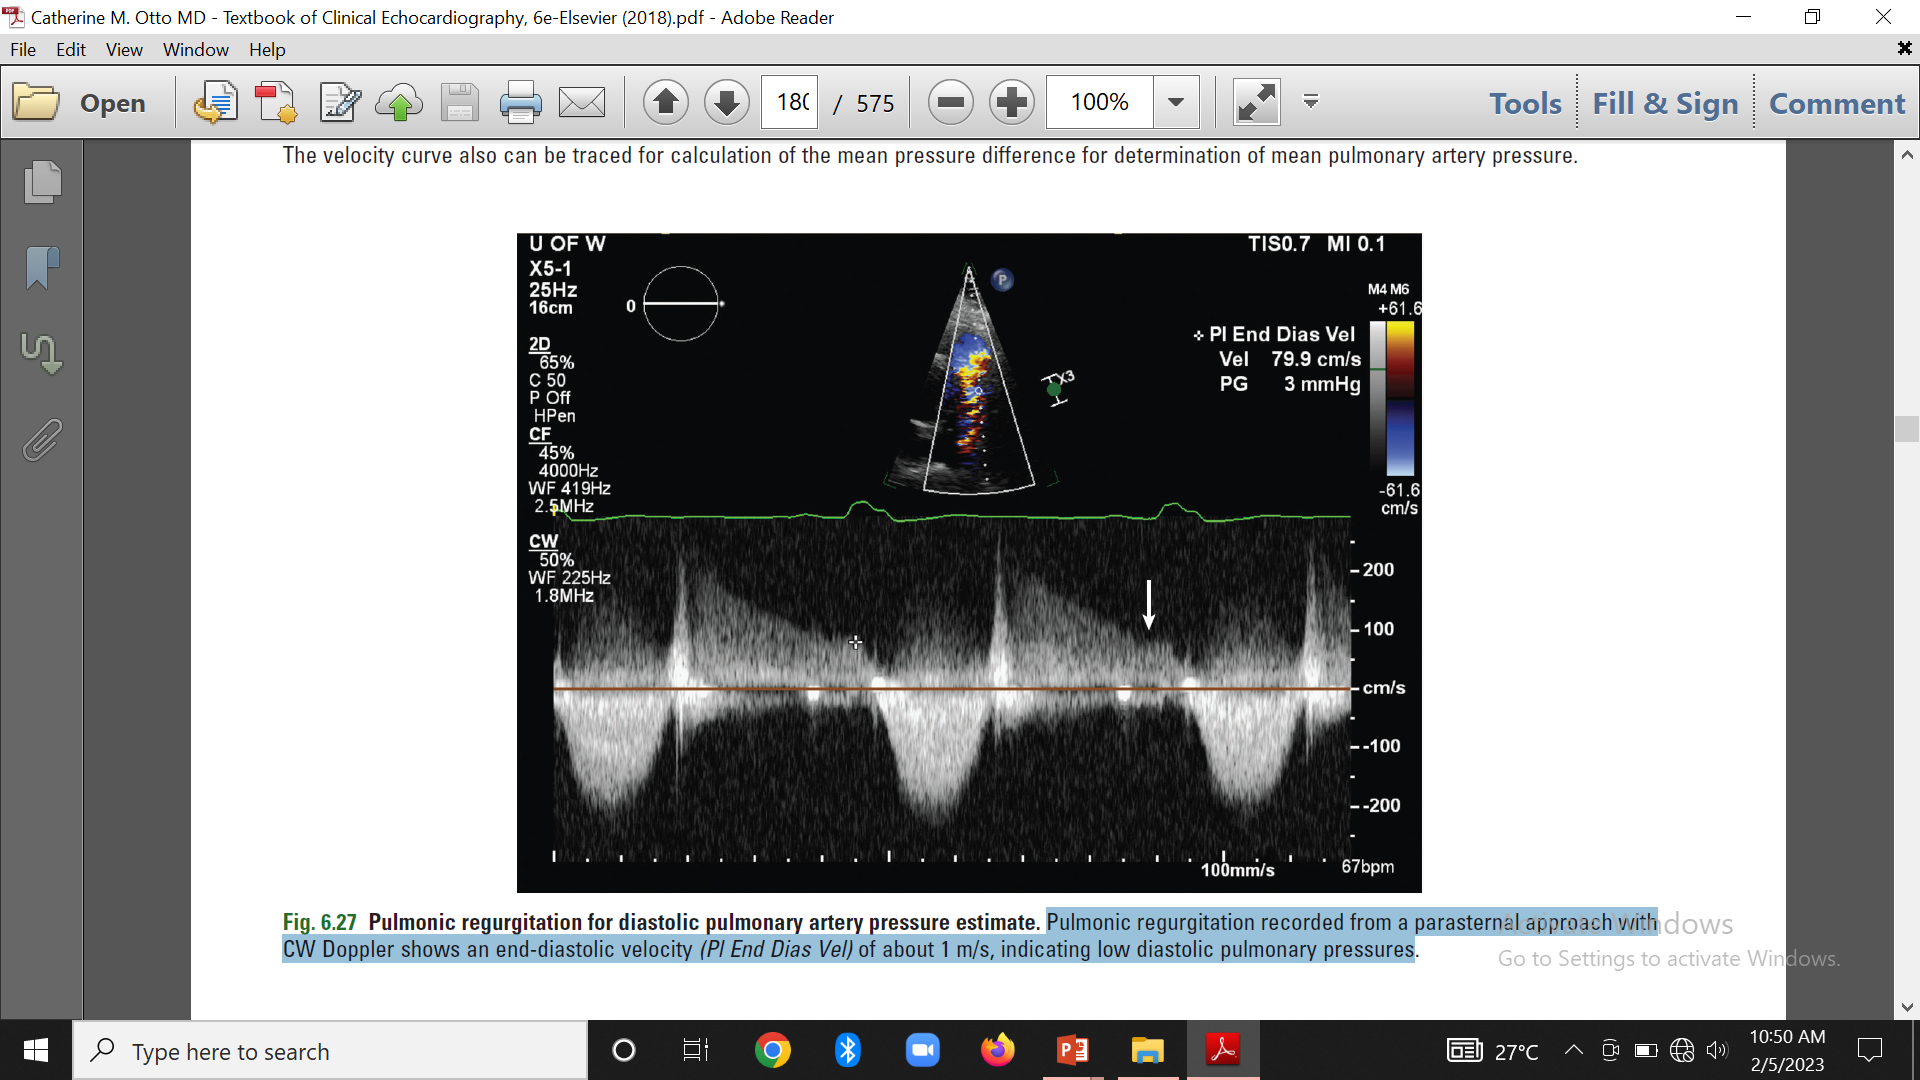 Catherine M. Otto MD - Textbook of Clinical Echocardiography, 6e-Elsevier (2018).pdf - Adobe Reader
File Edit View Window Help
Open 180 / 575 100% Tools Fill & Sign Comment
The velocity curve also can be traced for calculation of the mean pressure difference for determination of mean pulmonary artery pressure.
U OF W TIS0.7 MI 0.1
X5-1
25Hz
16cm
0
P
M4 M6
+61.6
2D
65%
C 50
P Off
HPen
CF
45%
4000Hz
WF 419Hz
2.5MHz
X3
PI End Dias Vel
Vel 79.9 cm/s
PG 3 mmHg
-61.6
cm/s
CW
50%
WF 225Hz
1.8MHz
200
100
cm/s
-100
-200
100mm/s
67bpm
Fig. 6.27 Pulmonic regurgitation for diastolic pulmonary artery pressure estimate. Pulmonic regurgitation recorded from a parasternal approach with
CW Doppler shows an end-diastolic velocity (PI End Dias Vel) of about 1 m/s, indicating low diastolic pulmonary pressures.
Activate Windows
Go to Settings to activate Windows.
Type here to search
27°C
10:50 AM
2/5/2023